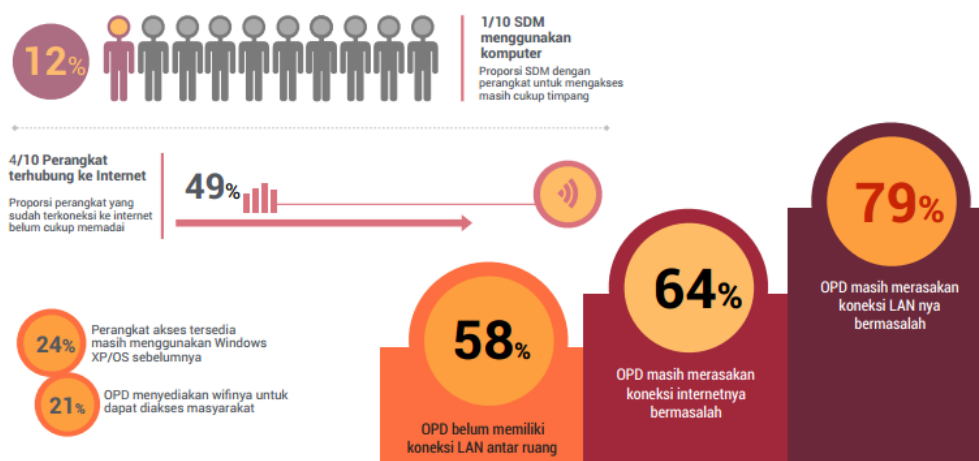 12%
1/10 SDM
menggunakan
komputer
Proporsi SDM dengan
perangkat untuk mengakses
masih cukup timpang
4/10 Perangkat
terhubung ke Internet
Proporsi perangkat yang
sudah terkoneksi ke internet
belum cukup memadai
49%
24%
Perangkat akses tersedia
masih menggunakan Windows
XP/OS sebelumnya
21%
OPD menyediakan wifinya untuk
dapat diakses masyarakat
58%
OPD belum memiliki
koneksi LAN antar ruang
64%
OPD masih merasakan
koneksi internetnya
bermasalah
79%
OPD masih merasakan
koneksi LAN nya
bermasalah